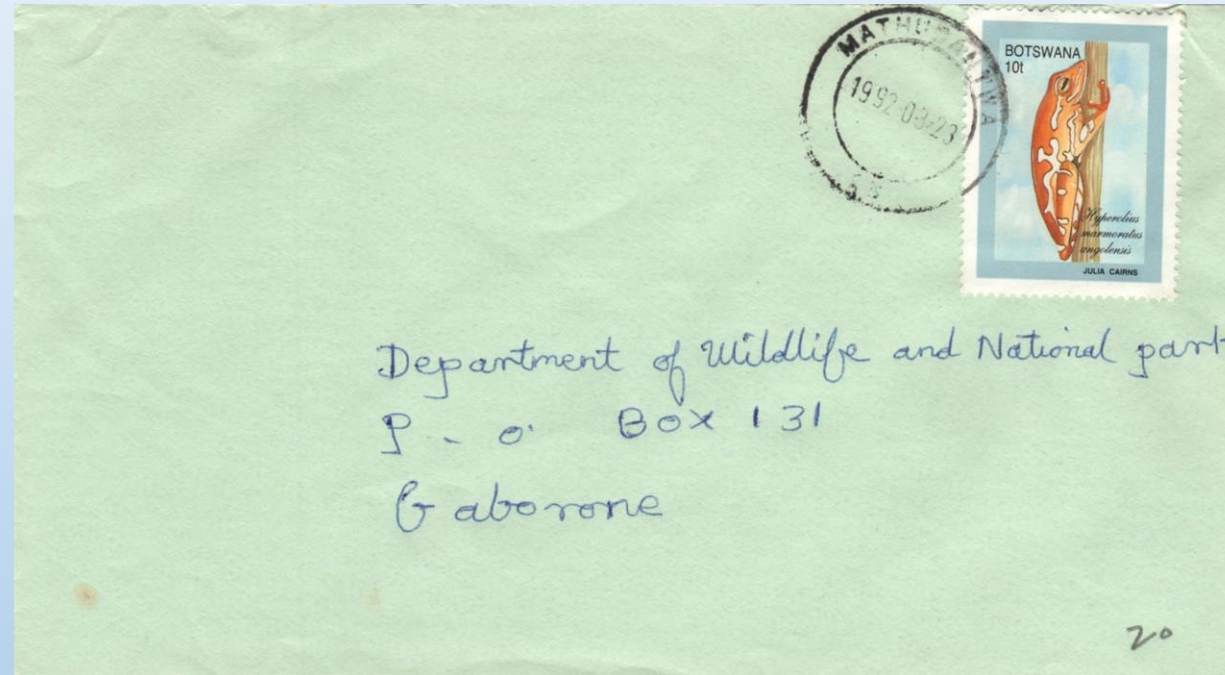 MATHUBANTWA
1992-03-23
BOTSWANA
10t
Hyperolius
marmoratus
angolensis
JULIA CAIRNS
Department of Wildlife and National park
P - O. BOX 131
Gaborone
20